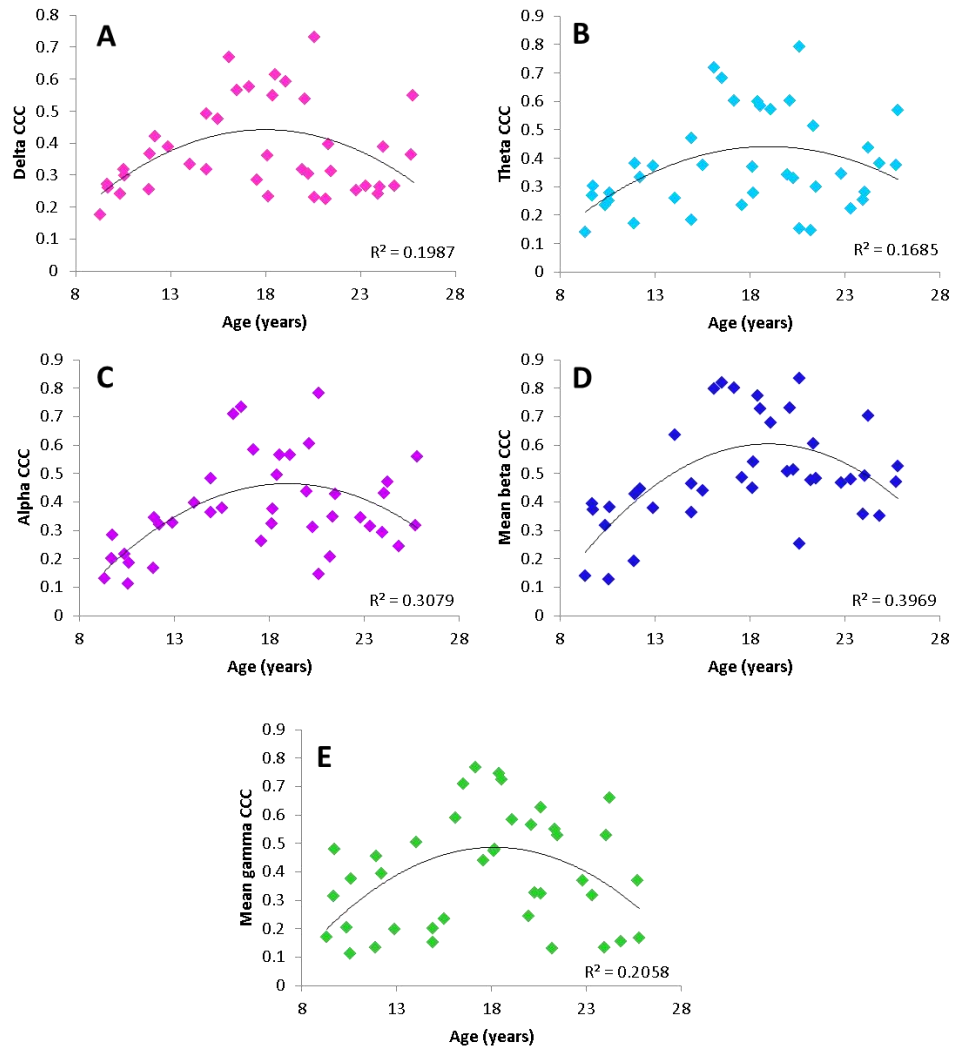 A
Delta CCC
0.8
0.7
0.6
0.5
0.4
0.3
0.2
0.1
0
R² = 0.1987
8 13 18 23 28
Age (years)
B
Theta CCC
0.9
0.8
0.7
0.6
0.5
0.4
0.3
0.2
0.1
0
R² = 0.1685
8 13 18 23 28
Age (years)
C
Alpha CCC
0.9
0.8
0.7
0.6
0.5
0.4
0.3
0.2
0.1
0
R² = 0.3079
8 13 18 23 28
Age (years)
D
Mean beta CCC
0.9
0.8
0.7
0.6
0.5
0.4
0.3
0.2
0.1
0
R² = 0.3969
8 13 18 23 28
Age (years)
E
Mean gamma CCC
0.9
0.8
0.7
0.6
0.5
0.4
0.3
0.2
0.1
0
R² = 0.2058
8 13 18 23 28
Age (years)